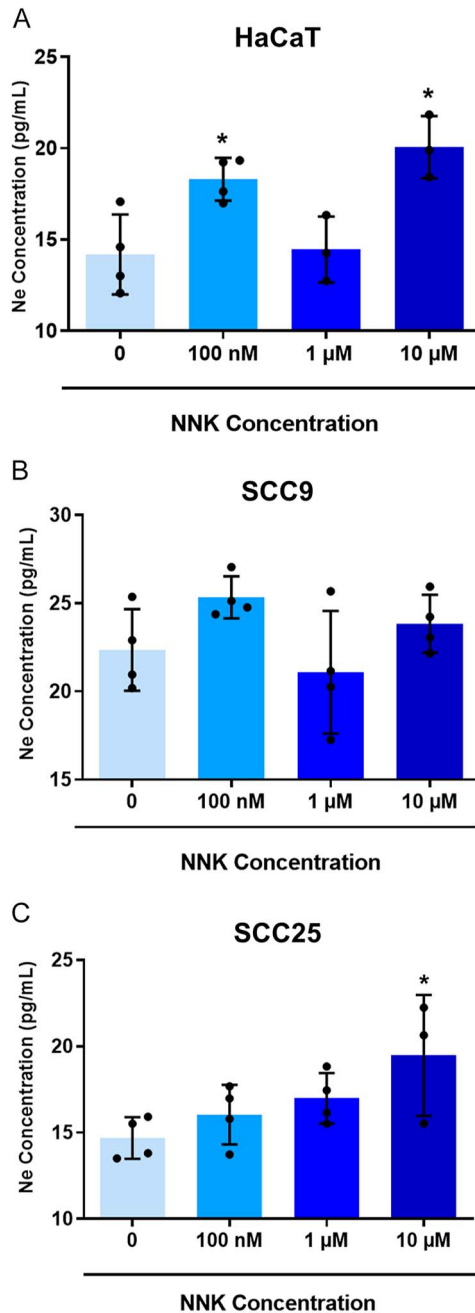 A
HaCaT
Ne Concentration (pg/mL)
25
20
15
10
*
*
0 100 nM 1 µM 10 µM
NNK Concentration
B
SCC9
Ne Concentration (pg/mL)
30
25
20
15
0 100 nM 1 µM 10 µM
NNK Concentration
C
SCC25
Ne Concentration (pg/mL)
25
20
15
10
*
0 100 nM 1 µM 10 µM
NNK Concentration